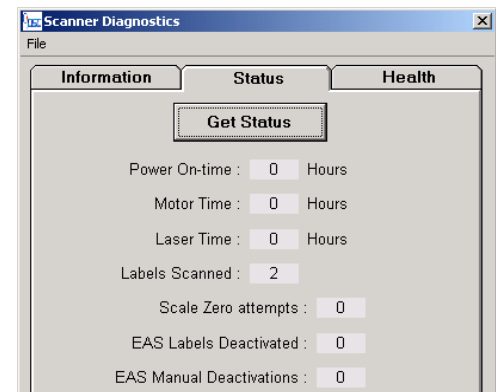 Scanner Diagnostics
File
Information Status Health
Get Status
Power On-time : 0 Hours
Motor Time : 0 Hours
Laser Time : 0 Hours
Labels Scanned : 2
Scale Zero attempts : 0
EAS Labels Deactivated : 0
EAS Manual Deactivations : 0